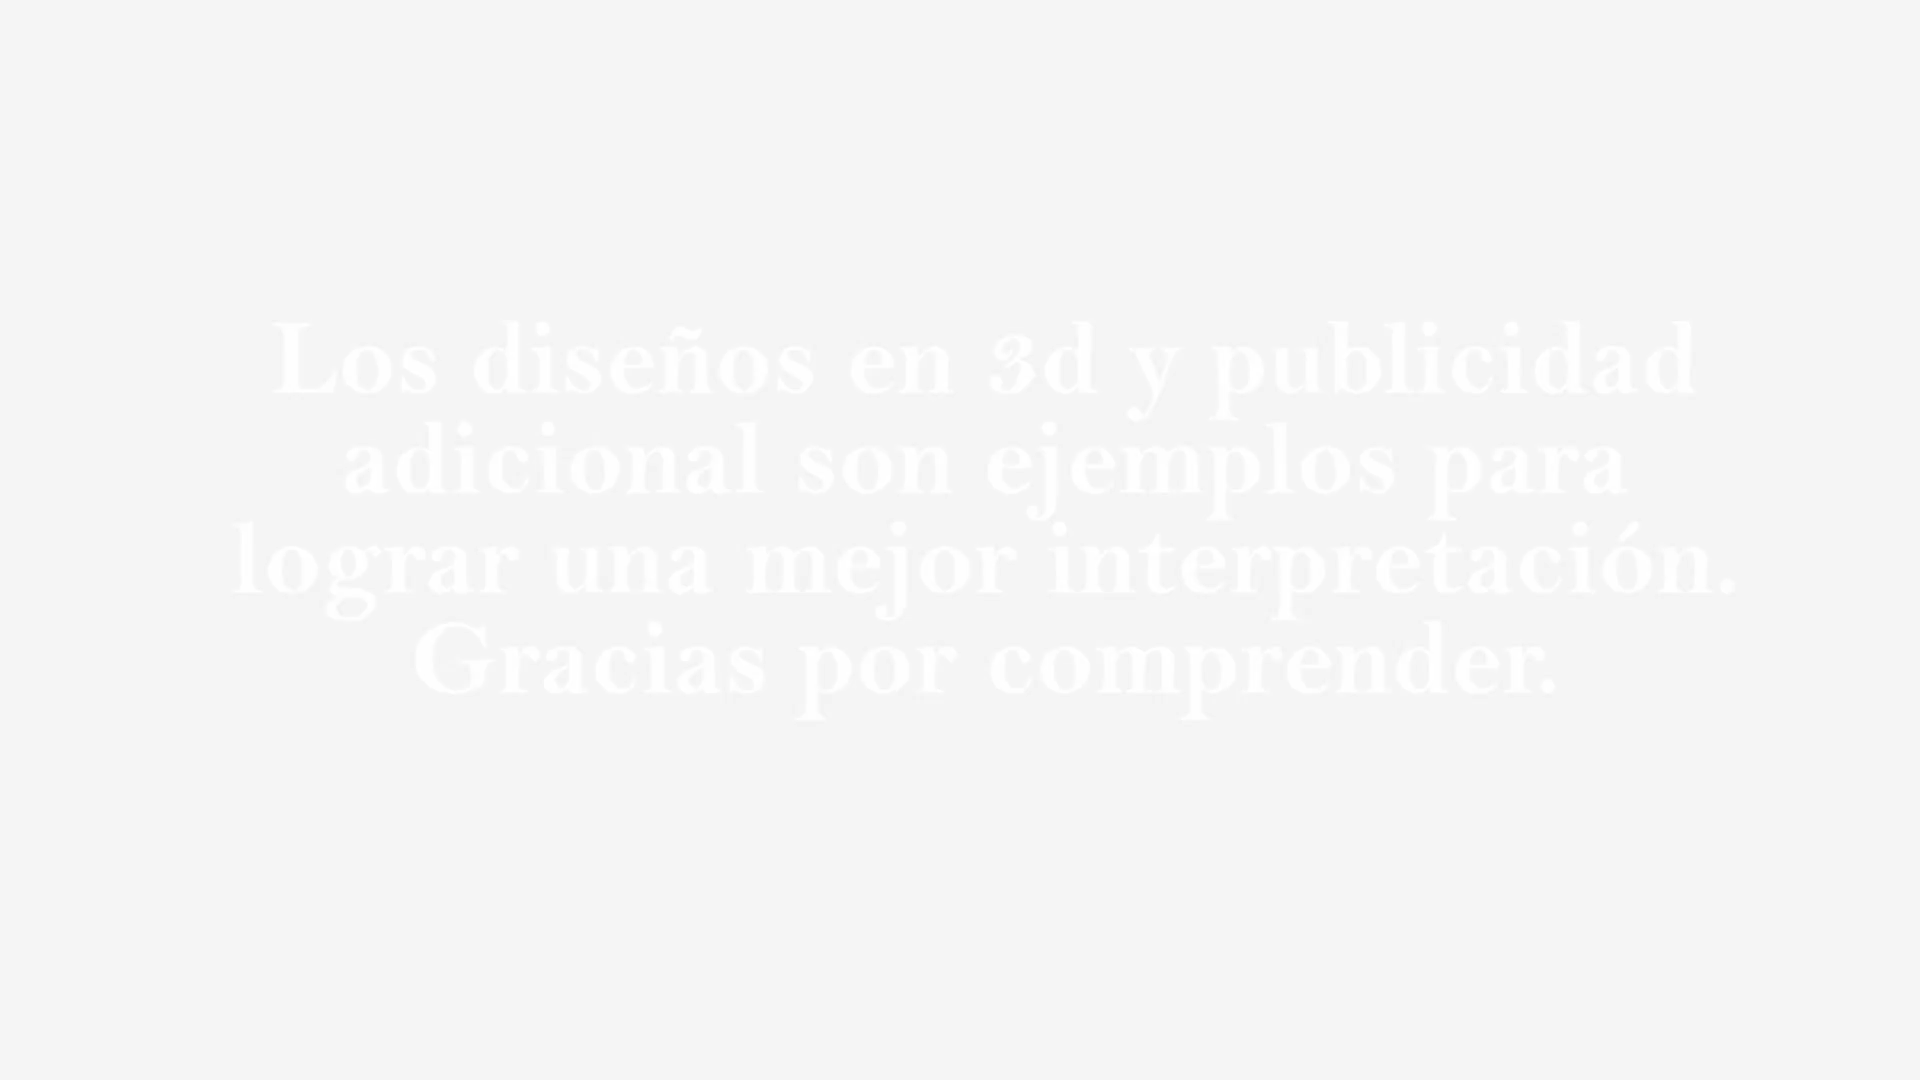 Los diseños en 3d y publicidad
adicional son ejemplos para
lograr una mejor interpretación.
Gracias por comprender.